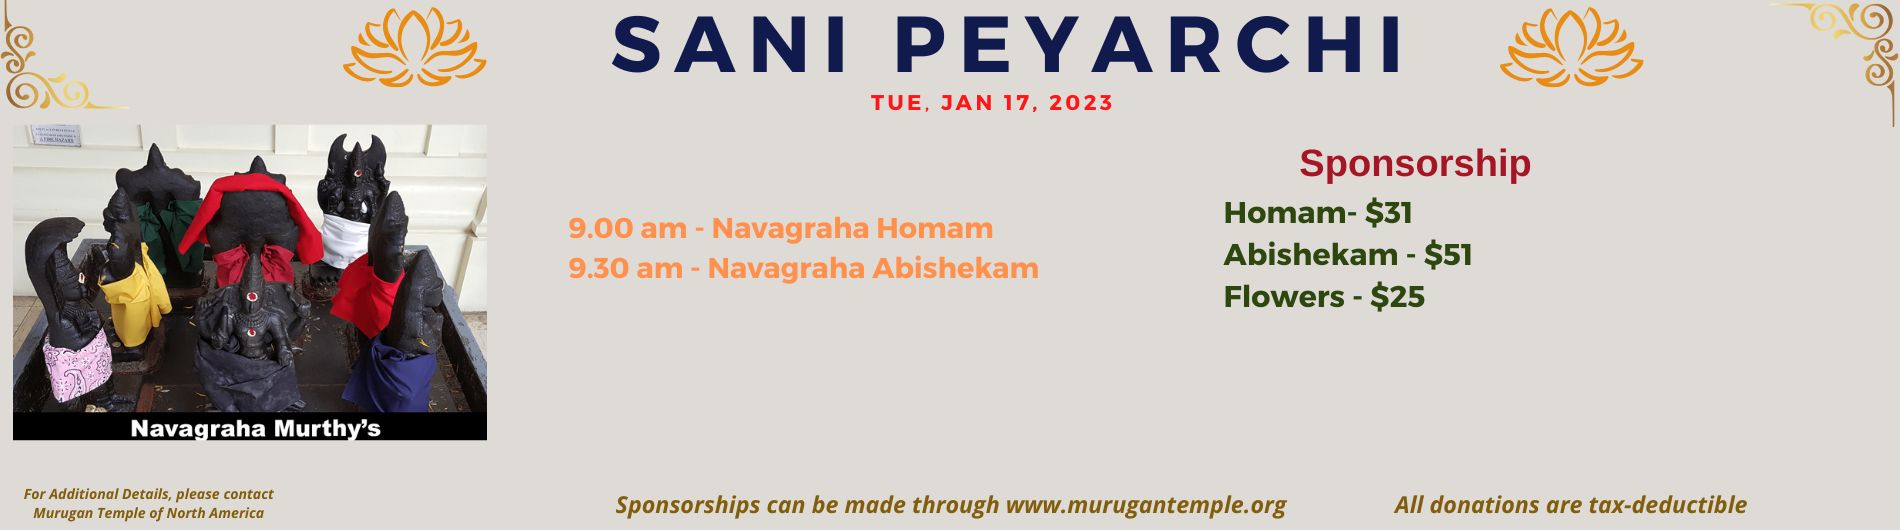 SANI PEYARCHI
TUE, JAN 17, 2023
9.00 am - Navagraha Homam
9.30 am - Navagraha Abishekam
Sponsorship
Homam- $31
Abishekam - $51
Flowers - $25
Navagraha Murthy's
For Additional Details, please contact
Murugan Temple of North America
Sponsorships can be made through www.murugantemple.org
All donations are tax-deductible